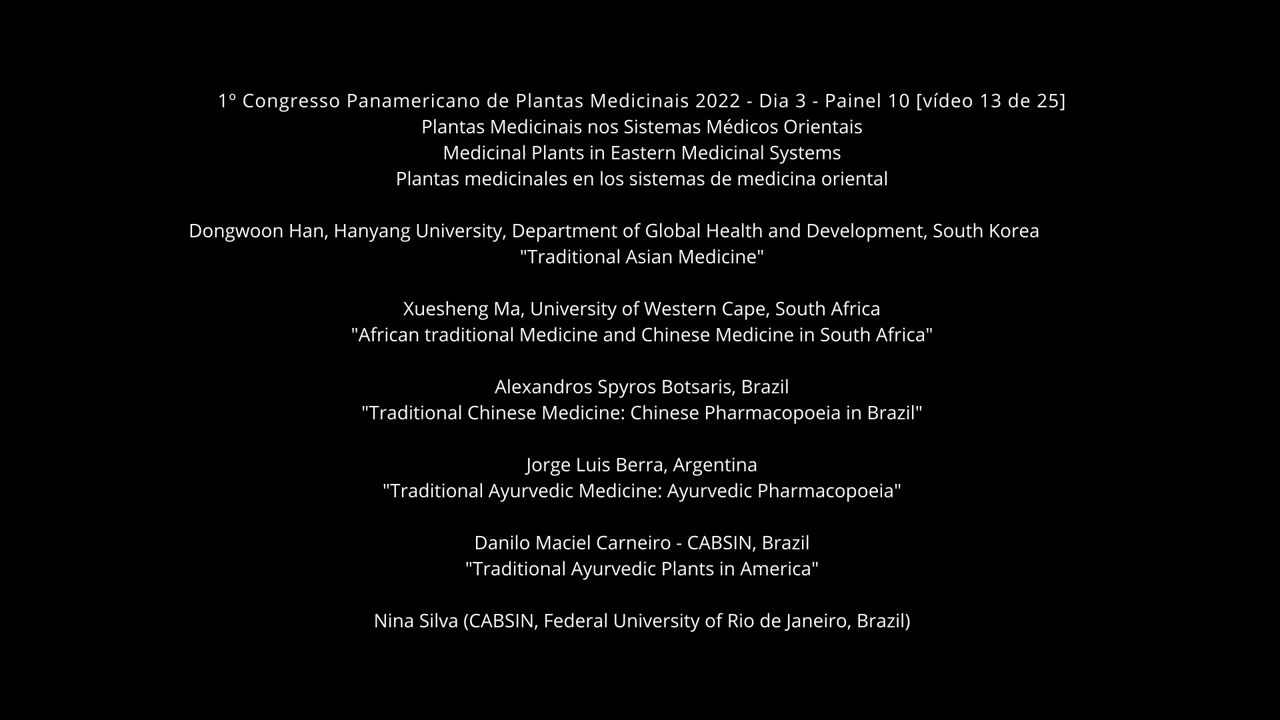 1º Congresso Panamericano de Plantas Medicinais 2022 - Dia 3 - Painel 10 [vídeo 13 de 25]
Plantas Medicinais nos Sistemas Médicos Orientais
Medicinal Plants in Eastern Medicinal Systems
Plantas medicinales en los sistemas de medicina oriental
Dongwoon Han, Hanyang University, Department of Global Health and Development, South Korea
"Traditional Asian Medicine"
Xuesheng Ma, University of Western Cape, South Africa
"African traditional Medicine and Chinese Medicine in South Africa"
Alexandros Spyros Botsaris, Brazil
"Traditional Chinese Medicine: Chinese Pharmacopoeia in Brazil"
Jorge Luis Berra, Argentina
"Traditional Ayurvedic Medicine: Ayurvedic Pharmacopoeia"
Danilo Maciel Carneiro - CABSIN, Brazil
"Traditional Ayurvedic Plants in America"
Nina Silva (CABSIN, Federal University of Rio de Janeiro, Brazil)